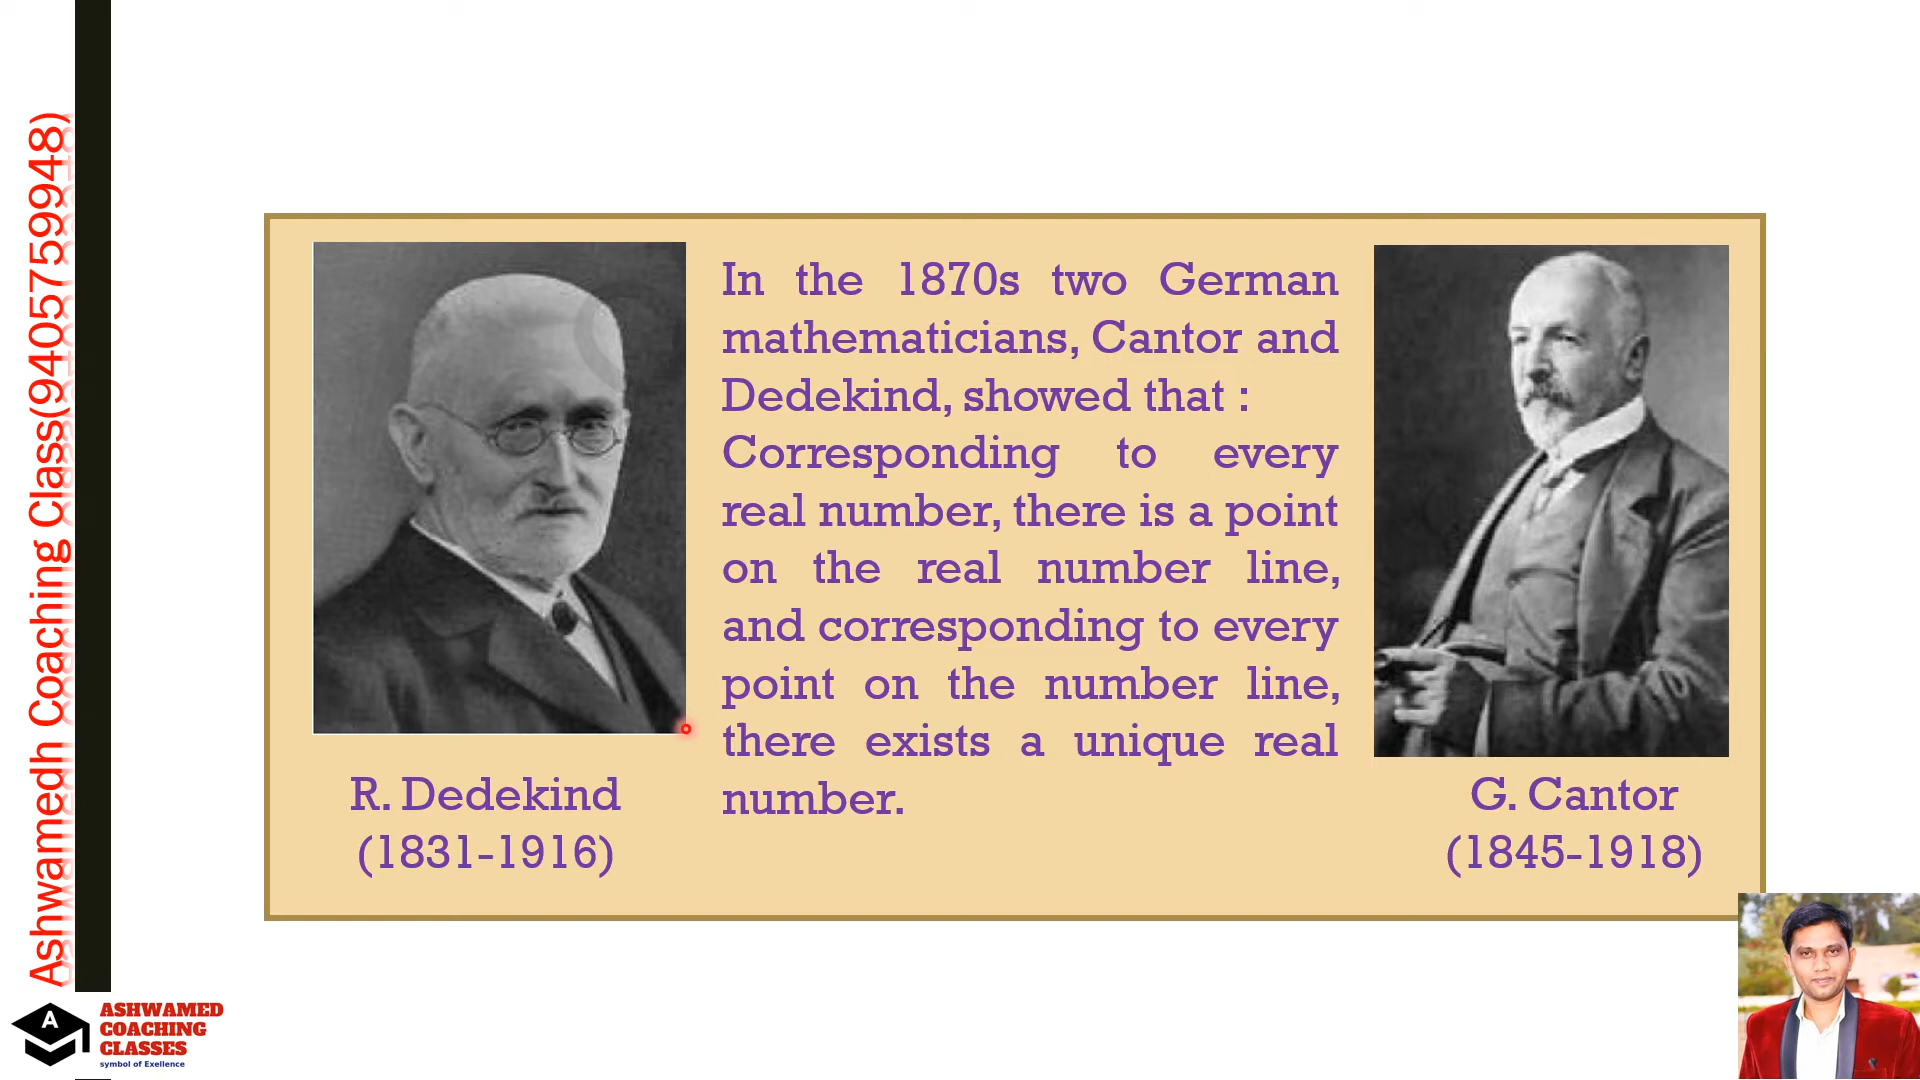 Ashwamedh Coaching Class(9405759948)
In the 1870s two German
mathematicians, Cantor and
Dedekind, showed that :
Corresponding to every
real number, there is a point
on the real number line,
and corresponding to every
point on the number line,
there exists a unique real
number.
R. Dedekind
(1831-1916)
G. Cantor
(1845-1918)
A
ASHWAMED
COACHING
CLASSES
symbol of Exellence